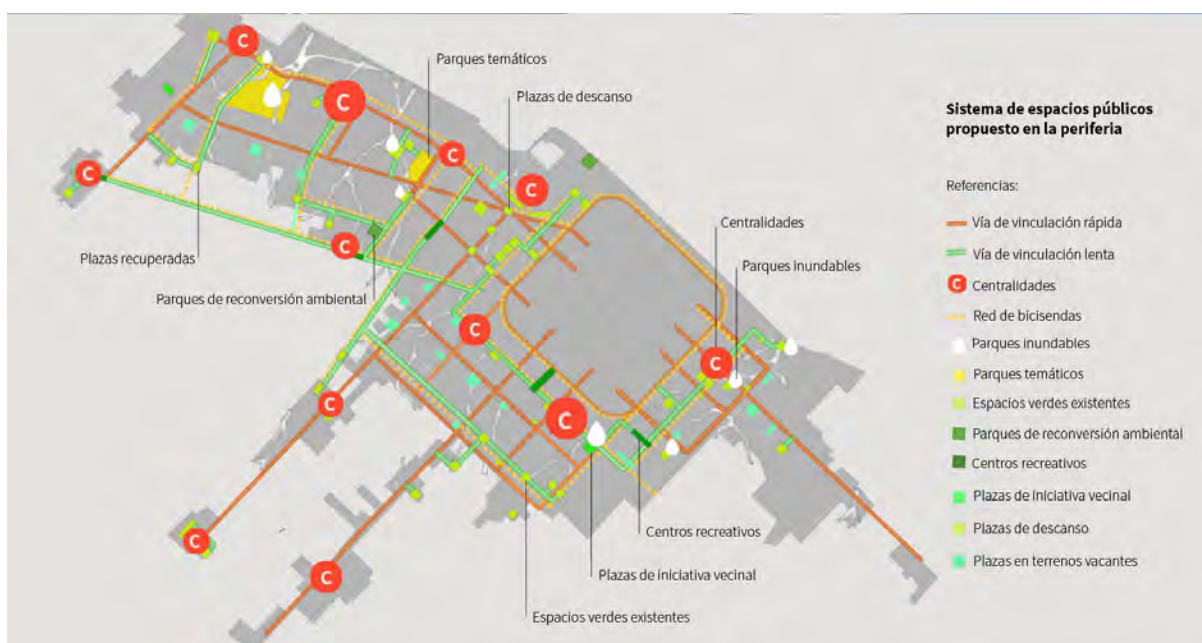 C
Parques temáticos
Plazas de descanso
C
C
C
C
C
Plazas recuperadas
Parques de reconversión ambiental
Centralidades
Parques inundables
C
C
C
C
C
C
Centros recreativos
Plazas de iniciativa vecinal
Espacios verdes existentes
Sistema de espacios públicos
propuesto en la periferia
Referencias:
Vía de vinculación rápida
Vía de vinculación lenta
C Centralidades
Red de bicisendas
Parques inundables
Parques temáticos
Espacios verdes existentes
Parques de reconversión ambiental
Centros recreativos
Plazas de iniciativa vecinal
Plazas de descanso
Plazas en terrenos vacantes